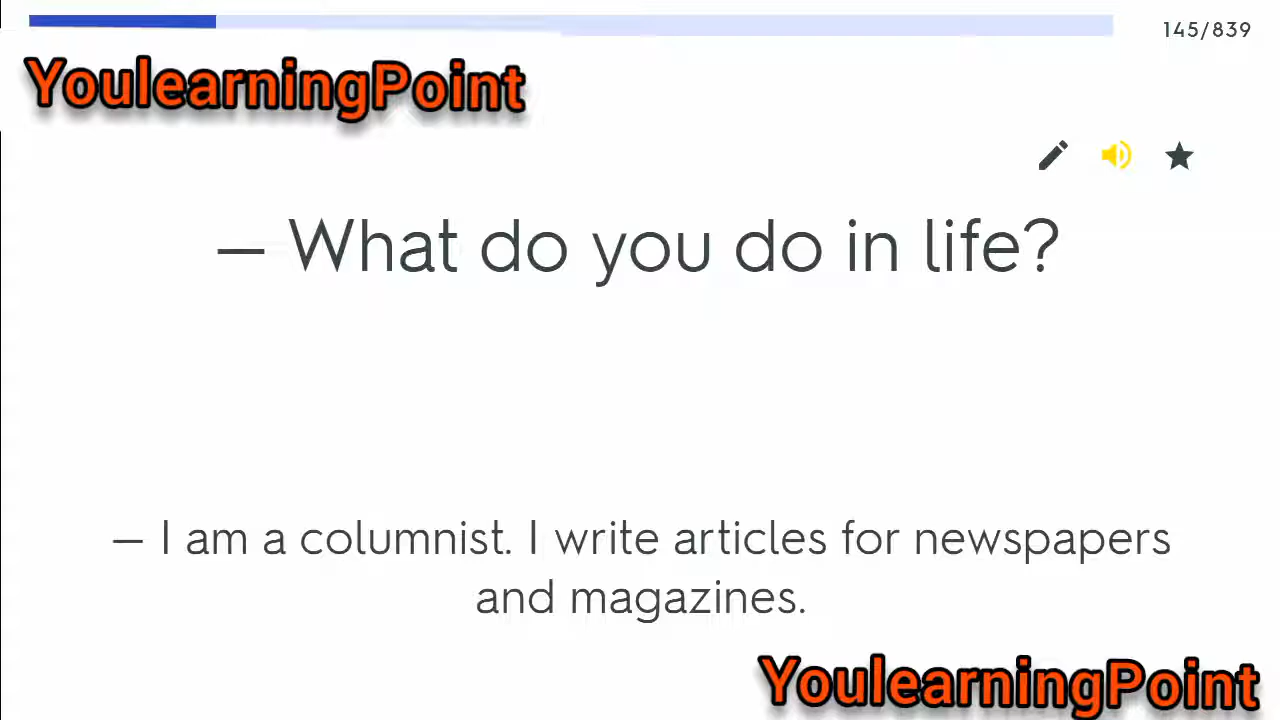 145/839
YoulearningPoint
— What do you do in life?
— I am a columnist. I write articles for newspapers
and magazines.
YoulearningPoint